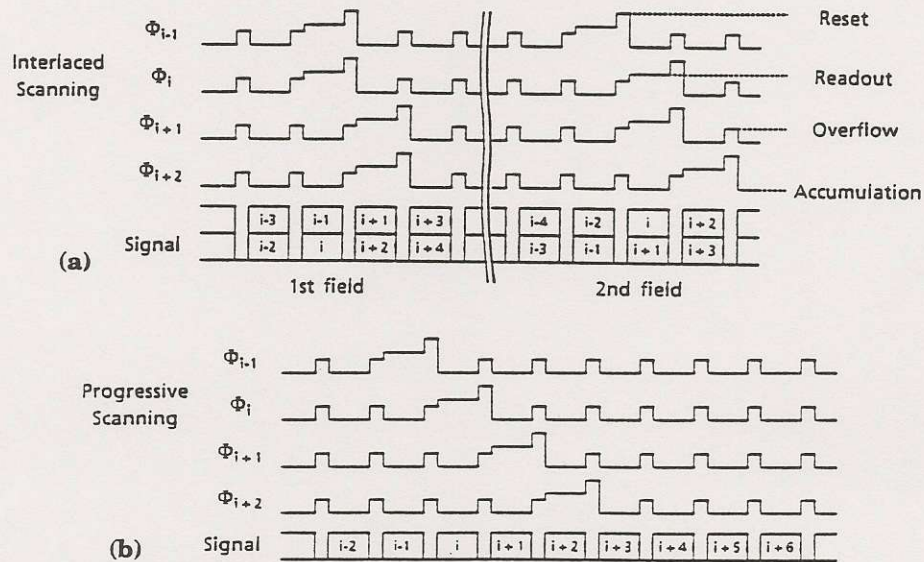 Φi-1
Reset
Interlaced
Scanning
Φi
Readout
Φi+1
Overflow
Φi+2
Accumulation
i-3 i-1 i+1 i+3 i-4 i-2 i i+2
Signal
i-2 i i+2 i+4 i-3 i-1 i+1 i+3
(a)
1st field 2nd field
Φi-1
Progressive
Scanning
Φi
Φi+1
Φi+2
(b) Signal i-2 i-1 i i+1 i+2 i+3 i+4 i+5 i+6